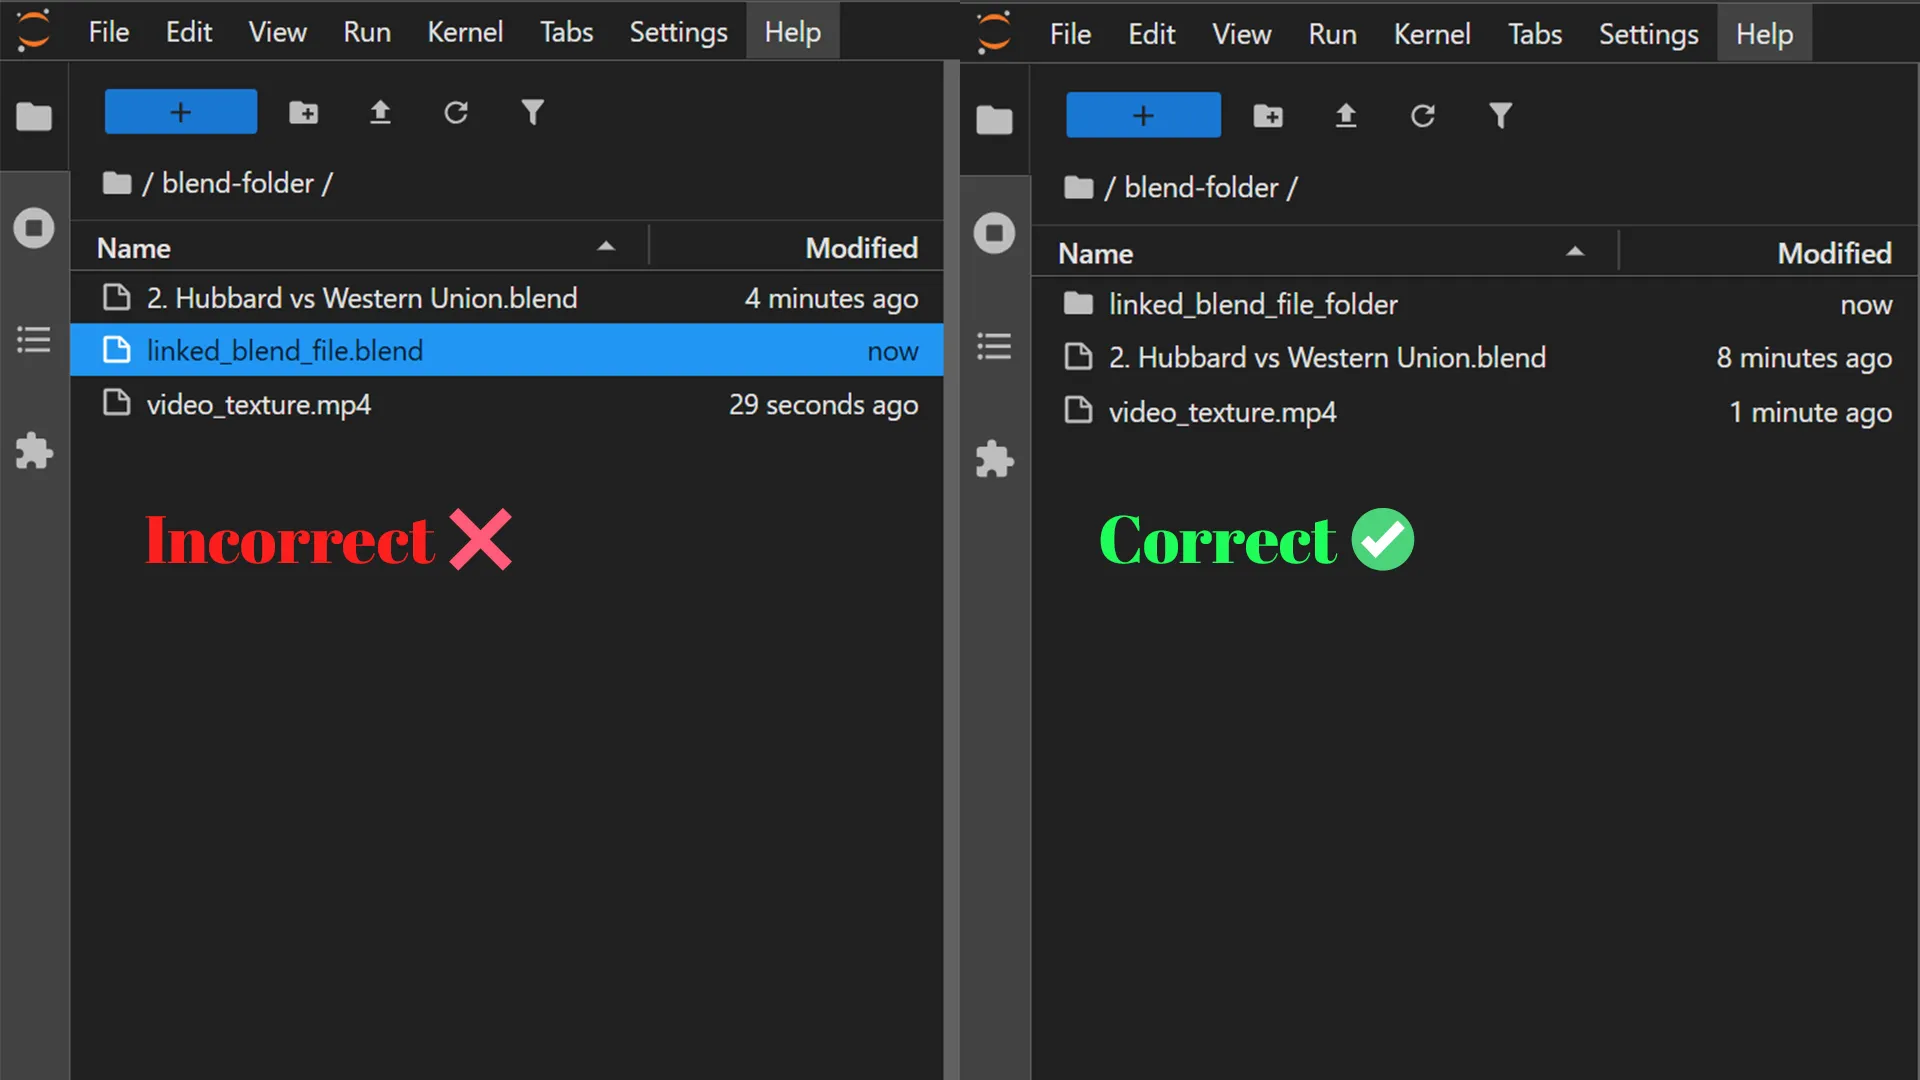 File Edit View Run Kernel Tabs Settings Help
+
/ blend-folder /
Name Modified
2. Hubbard vs Western Union.blend 4 minutes ago
linked_blend_file.blend now
video_texture.mp4 29 seconds ago
Incorrect
File Edit View Run Kernel Tabs Settings Help
+
/ blend-folder /
Name Modified
linked_blend_file_folder now
2. Hubbard vs Western Union.blend 8 minutes ago
video_texture.mp4 1 minute ago
Correct